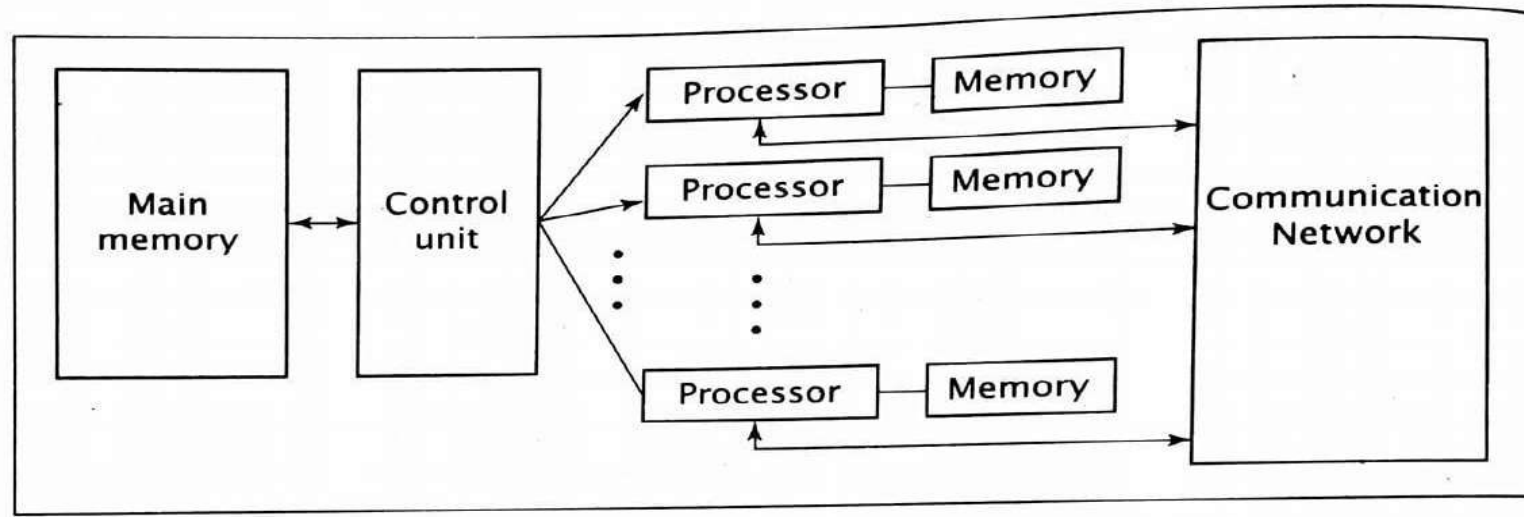 Main
memory
Control
unit
Processor
Memory
Processor
Memory
Processor
Memory
Communication
Network